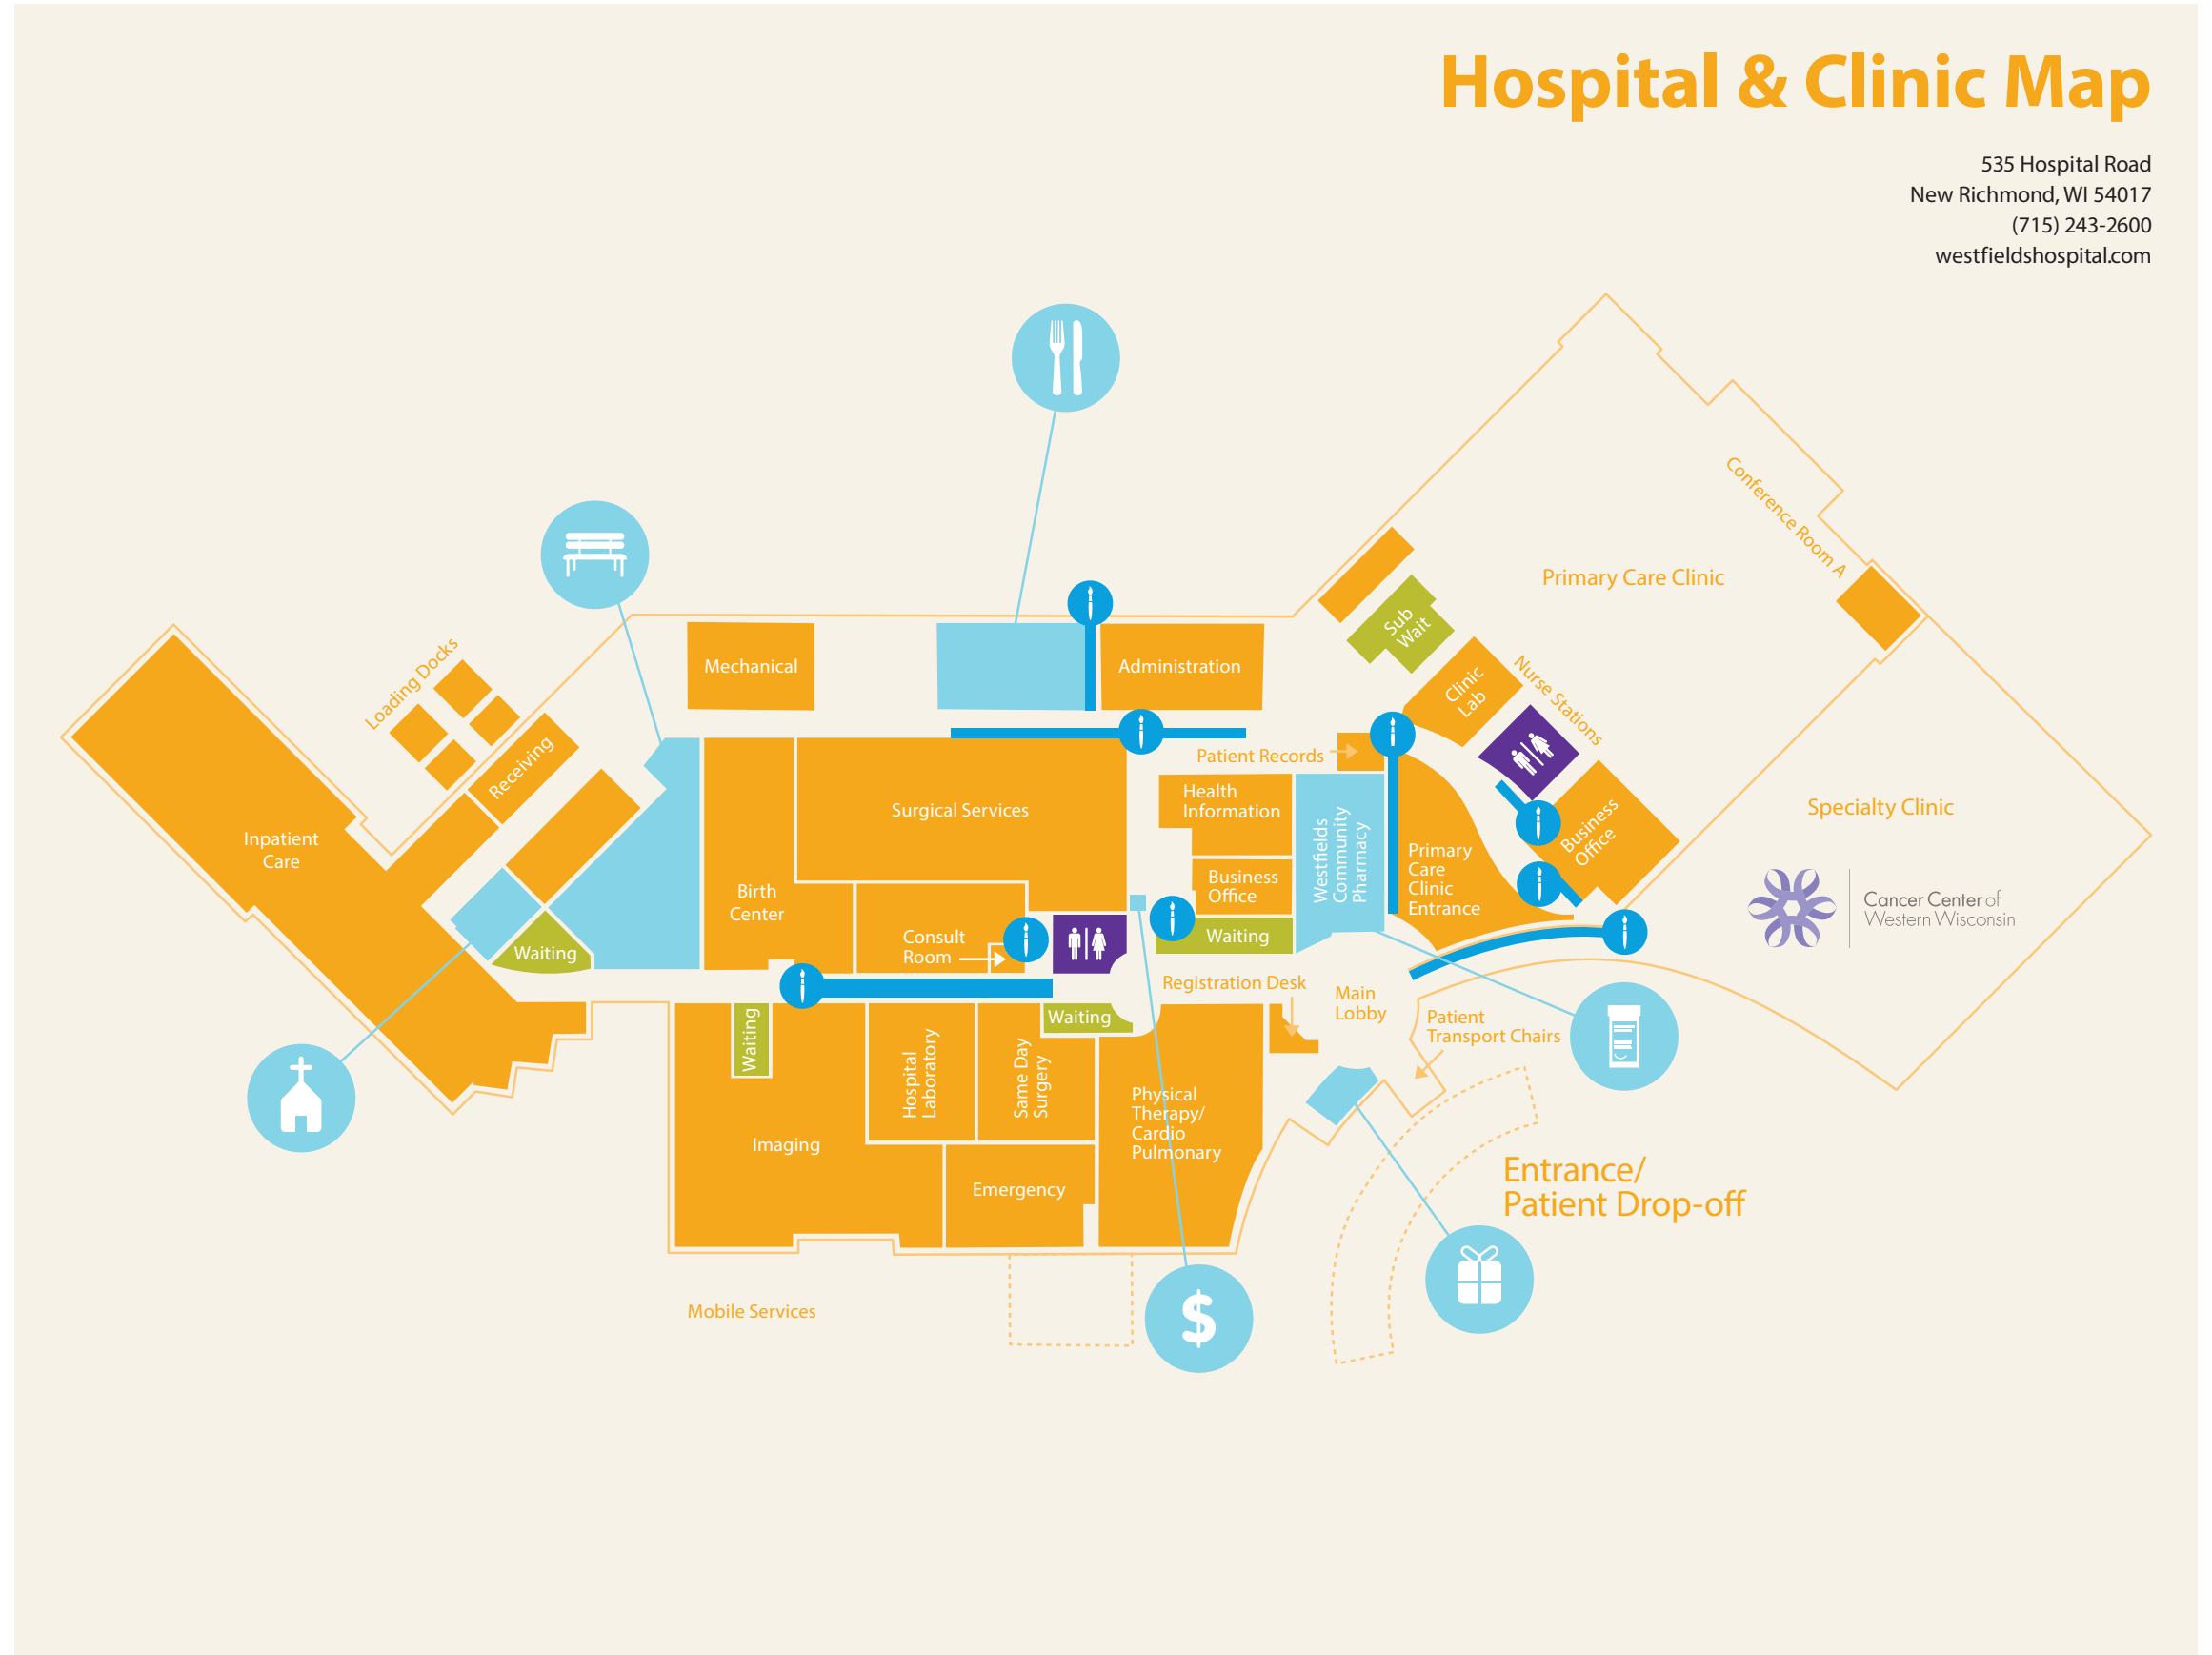 Hospital & Clinic Map
535 Hospital Road
New Richmond, WI 54017
(715) 243-2600
westfieldshospital.com
Conference Room A
Primary Care Clinic
Sub
Wait
Loading Docks
Mechanical
Administration
Clinic
Lab
Nurse Stations
Receiving
Patient Records
Surgical Services
Health
Information
Westfields
Community
Pharmacy
Specialty Clinic
Inpatient
Care
Business
Office
Primary
Care
Clinic
Entrance
Birth
Center
Business
Office
Cancer Center of
Western Wisconsin
Consult
Room
Waiting
Waiting
Registration Desk
Main
Lobby
Patient
Transport Chairs
Waiting
Waiting
Hospital
Laboratory
Same Day
Surgery
Physical
Therapy/
Cardio
Pulmonary
Imaging
Emergency
Entrance/
Patient Drop-off
Mobile Services
$